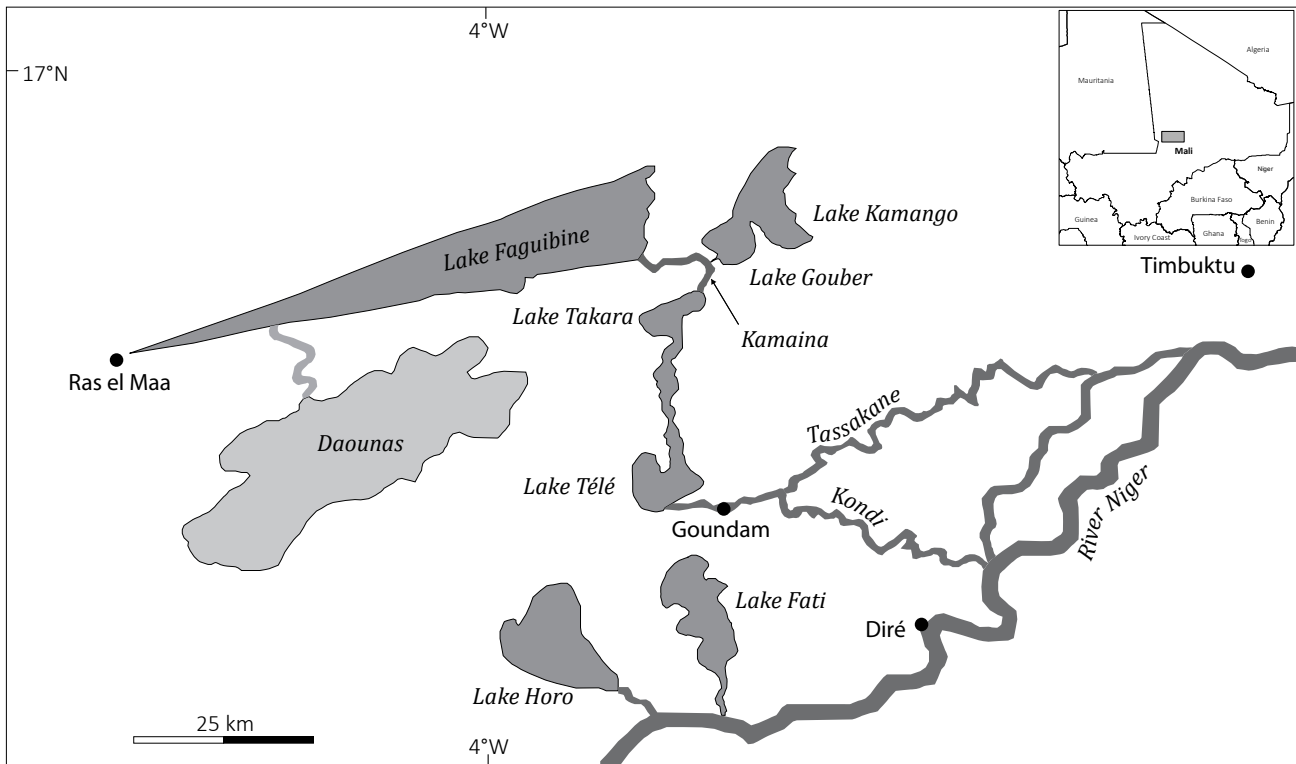 4°W
17°N
Algeria
Mauritania
Mali
Niger
Burkina Faso
Guinea
Benin
Ivory Coast
Ghana
Togo
Lake Kamango
Lake Faguibine
Lake Gouber
Timbuktu
Lake Takara
Kamaina
Ras el Maa
Tassakane
Daounas
Lake Télé
Kondi
River Niger
Goundam
Lake Fati
Diré
Lake Horo
25 km
4°W